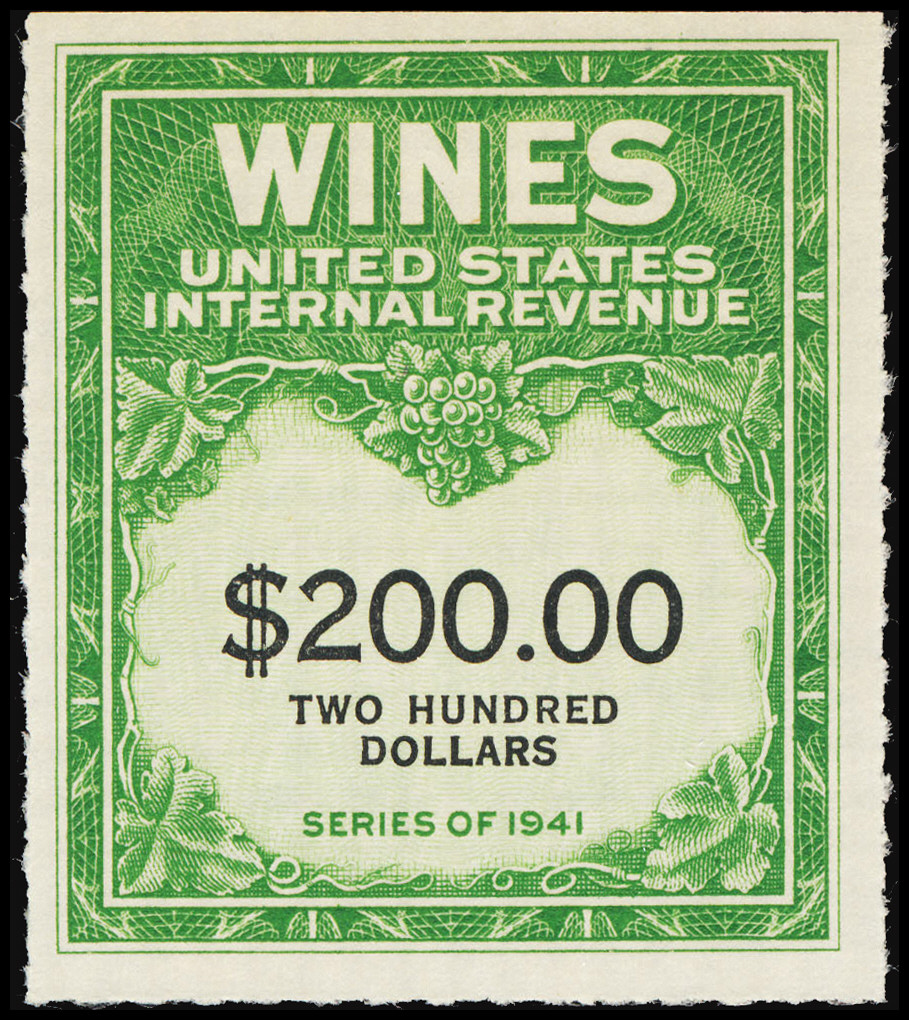 WINES
UNITED STATES
INTERNAL REVENUE
$200.00
TWO HUNDRED
DOLLARS
SERIES OF 1941